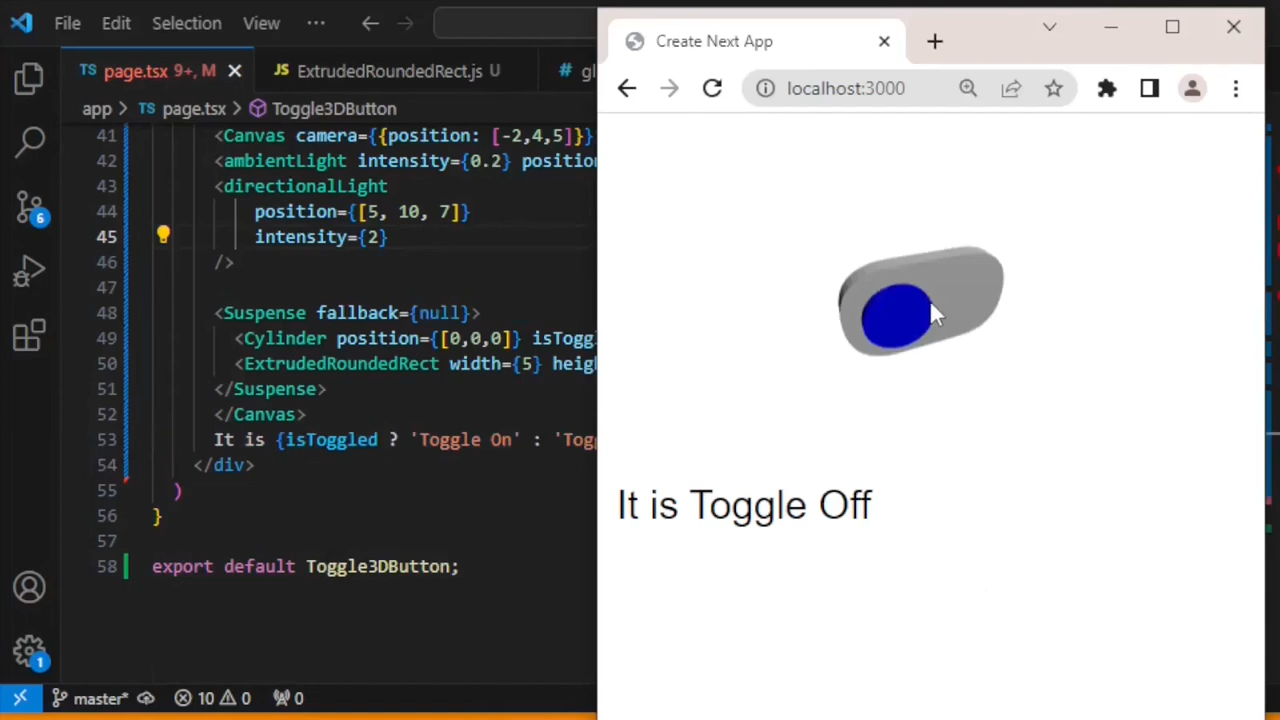 File Edit Selection View ···
TS page.tsx 9+, M
JS ExtrudedRoundedRect.js U
#
app > TS page.tsx > Toggle3DButton
41 <Canvas camera={{position: [-2,4,5]}}
42 <ambientLight intensity={0.2}
43 <directionalLight
44 position={[5, 10, 7]}
45 intensity={2}
46 />
47
48 <Suspense fallback={null}>
49 <Cylinder position={[0,0,0]} isToggl
50 <ExtrudedRoundedRect width={5} heigh
51 </Suspense>
52 </Canvas>
53 It is {isToggled ? 'Toggle On' : 'Togg
54 </div>
55 )
56 }
57
58 export default Toggle3DButton;
6
1
master* 10 0 0
Create Next App
localhost:3000
It is Toggle Off